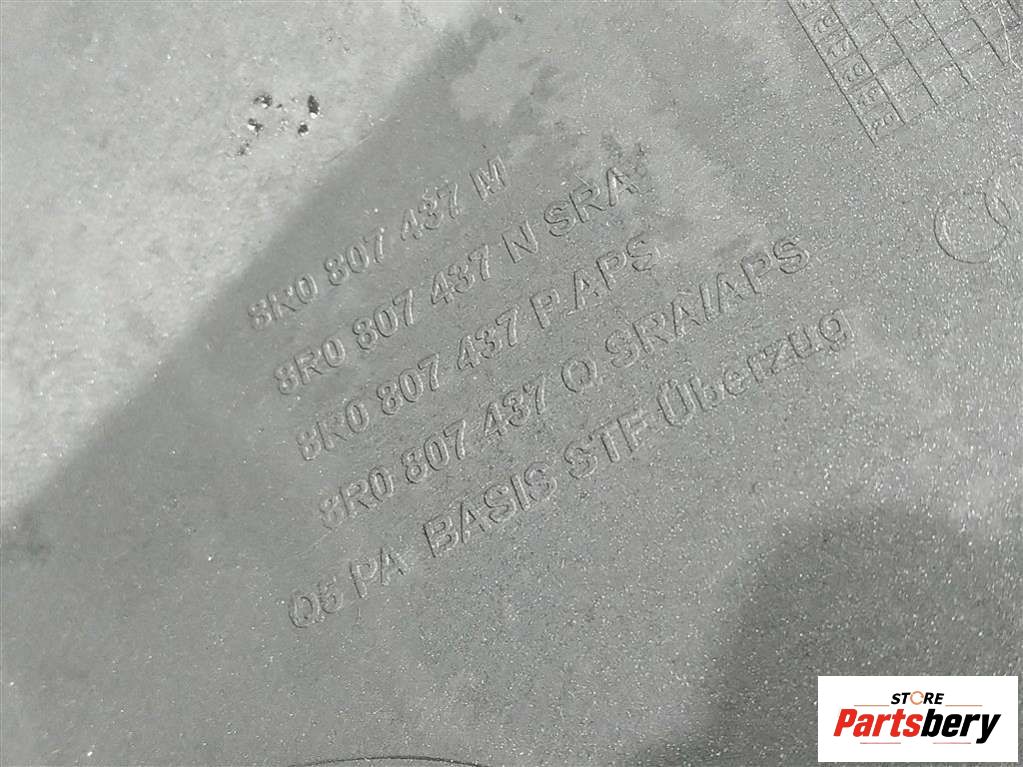 8R0 807 437 M
8R0 807 437 N SRA
8R0 807 437 P APS
8R0 807 437 Q SRA/APS
Q5 PA BASIS STF-Überzug
STORE
Partsbery